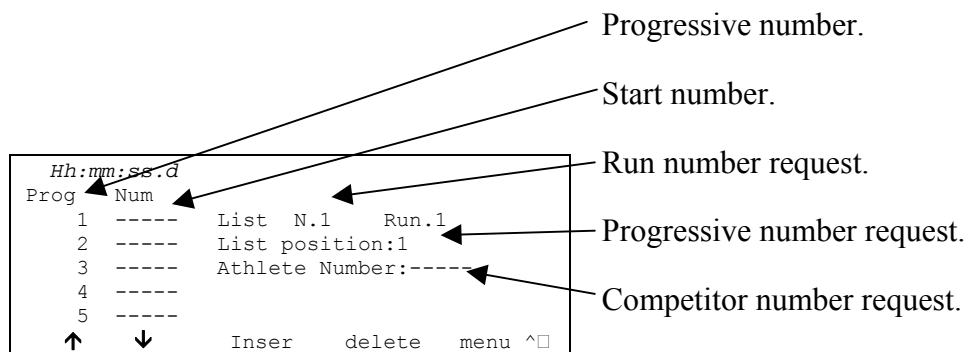 Progressive number.
Start number.
Hh:mm:ss.d
Run number request.
Prog Num
1 ----- List N.1 Run.1
2 ----- List position:1
Progressive number request.
3 ----- Athlete Number:-----
4 -----
Competitor number request.
5 -----
↑ ↓ Inser delete menu ^□